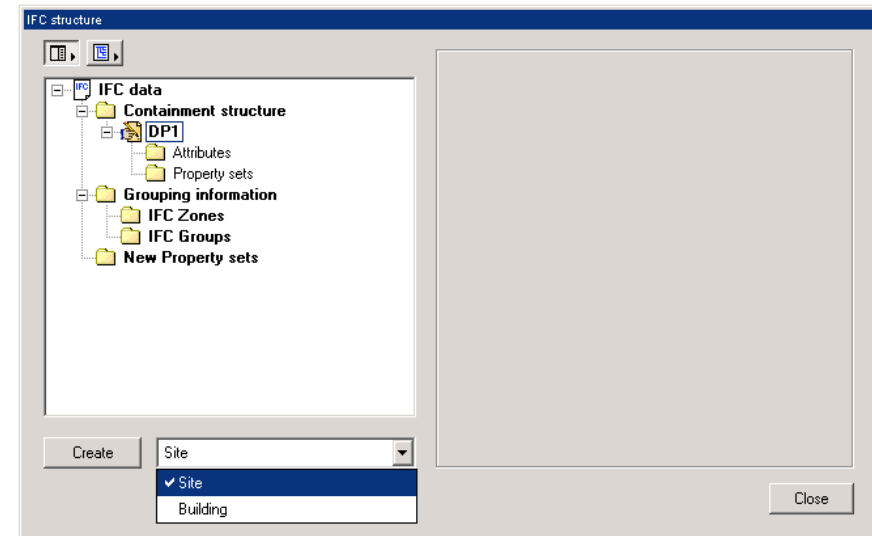 IFC structure
IFC
IFC data
Containment structure
DP1
Attributes
Property sets
Grouping information
IFC Zones
IFC Groups
New Property sets
Create
Site
Site
Building
Close